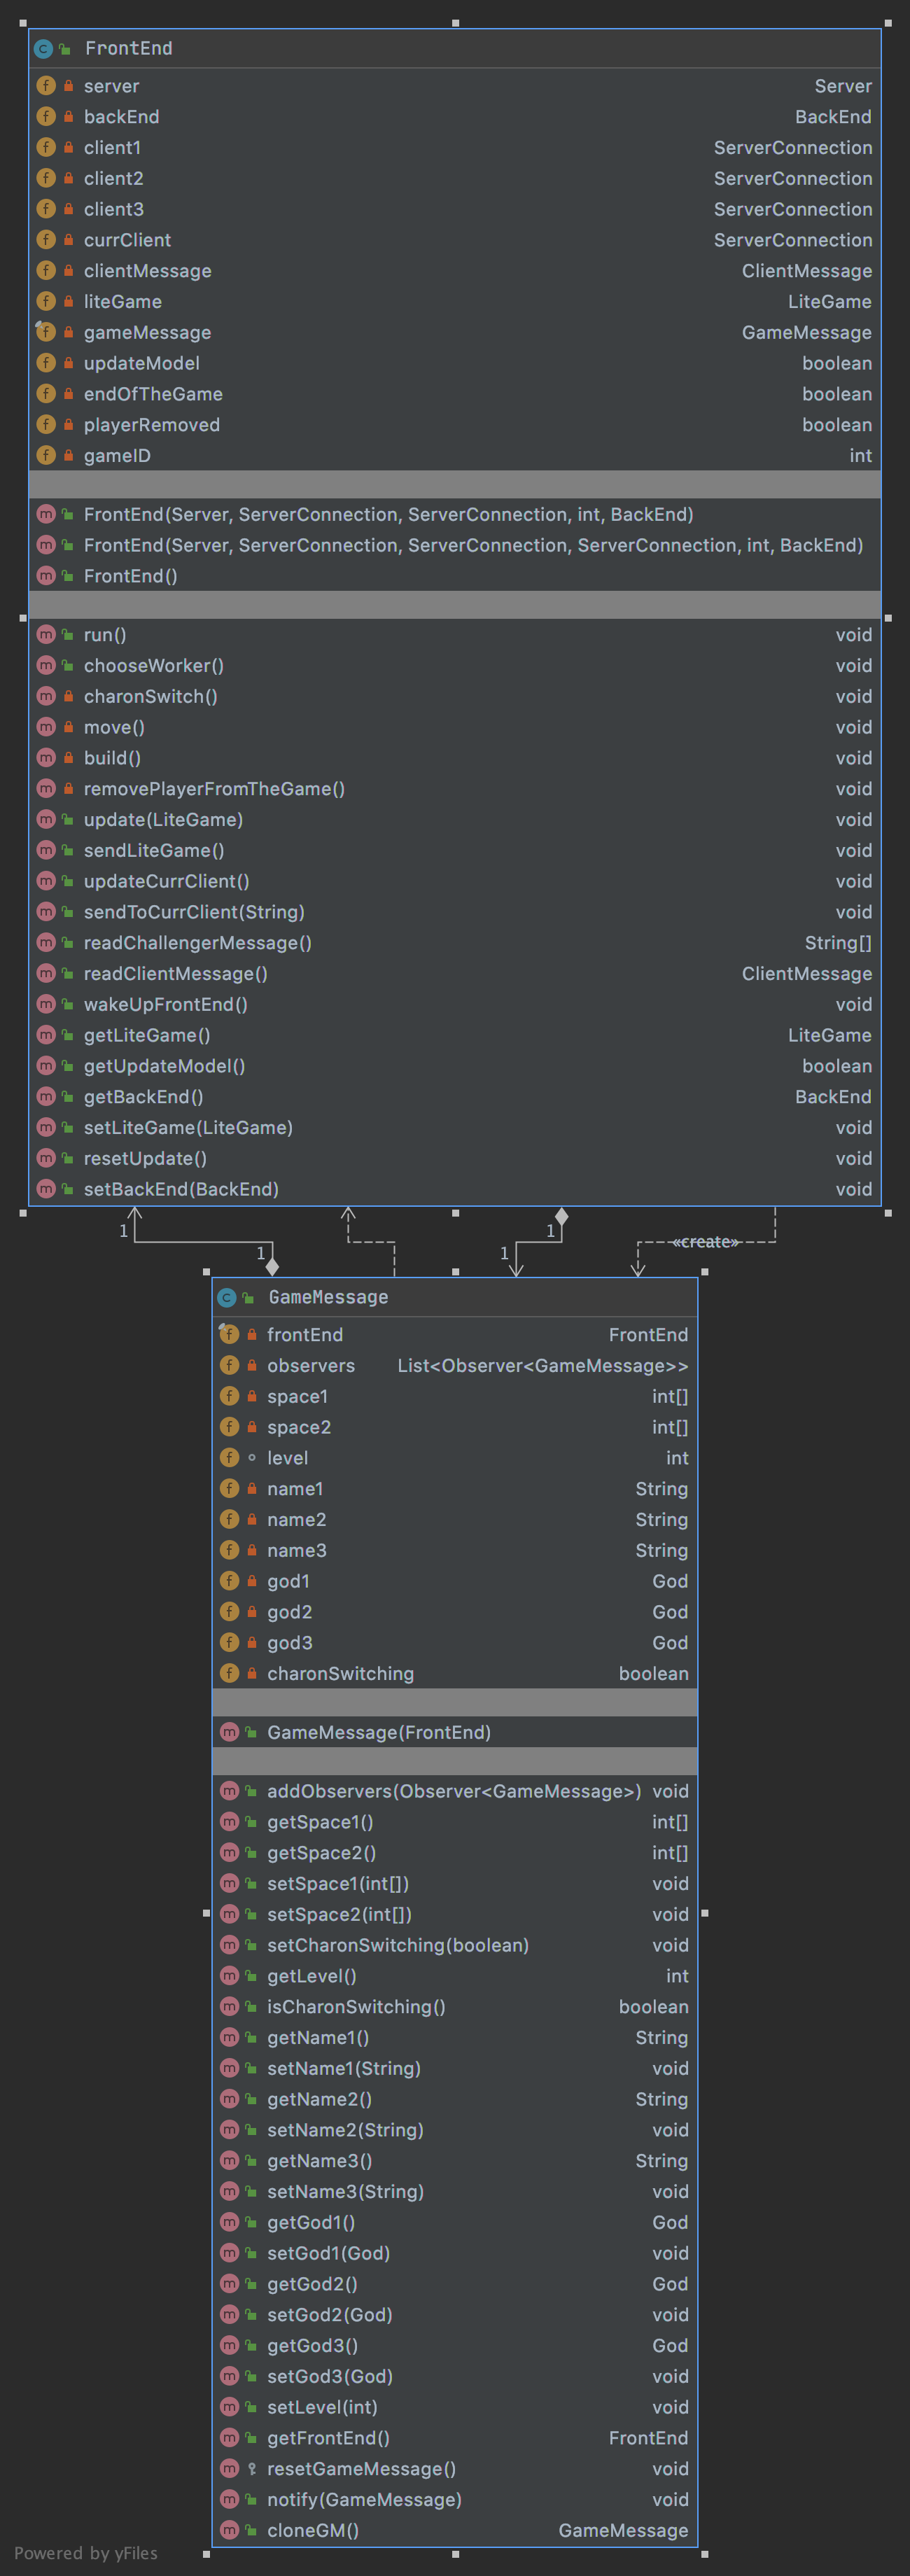 FrontEnd
server Server
backEnd BackEnd
client1 ServerConnection
client2 ServerConnection
client3 ServerConnection
currClient ServerConnection
clientMessage ClientMessage
liteGame LiteGame
gameMessage GameMessage
updateModel boolean
endOfTheGame boolean
playerRemoved boolean
gameID int
FrontEnd(Server, ServerConnection, ServerConnection, int, BackEnd)
FrontEnd(Server, ServerConnection, ServerConnection, ServerConnection, int, BackEnd)
FrontEnd()
run() void
chooseWorker() void
charonSwitch() void
move() void
build() void
removePlayerFromTheGame() void
update(LiteGame) void
sendLiteGame() void
updateCurrClient() void
sendToCurrClient(String) void
readChallengerMessage() String[]
readClientMessage() ClientMessage
wakeUpFrontEnd() void
getLiteGame() LiteGame
getUpdateModel() boolean
getBackEnd() BackEnd
setLiteGame(LiteGame) void
resetUpdate() void
setBackEnd(BackEnd) void
1 1
«create»
1 1
GameMessage
frontEnd FrontEnd
observers List<Observer<GameMessage>>
space1 int[]
space2 int[]
level int
name1 String
name2 String
name3 String
god1 God
god2 God
god3 God
charonSwitching boolean
GameMessage(FrontEnd)
addObservers(Observer<GameMessage>) void
getSpace1() int[]
getSpace2() int[]
setSpace1(int[]) void
setSpace2(int[]) void
setCharonSwitching(boolean) void
getLevel() int
isCharonSwitching() boolean
getName1() String
setName1(String) void
getName2() String
setName2(String) void
getName3() String
setName3(String) void
getGod1() God
setGod1(God) void
getGod2() God
setGod2(God) void
getGod3() God
setGod3(God) void
setLevel(int) void
getFrontEnd() FrontEnd
resetGameMessage() void
notify(GameMessage) void
cloneGM() GameMessage
Powered by yFiles